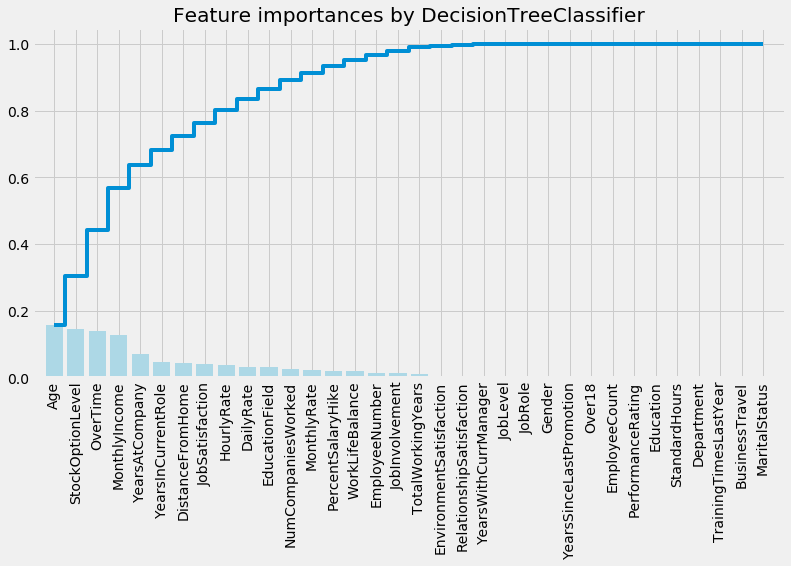 Feature importances by DecisionTreeClassifier
1.0
0.8
0.6
0.4
0.2
0.0
Age
StockOptionLevel
OverTime
MonthlyIncome
YearsAtCompany
YearsInCurrentRole
DistanceFromHome
JobSatisfaction
HourlyRate
DailyRate
EducationField
NumCompaniesWorked
MonthlyRate
PercentSalaryHike
WorkLifeBalance
EmployeeNumber
JobInvolvement
TotalWorkingYears
EnvironmentSatisfaction
RelationshipSatisfaction
YearsWithCurrManager
JobLevel
JobRole
Gender
YearsSinceLastPromotion
Over18
EmployeeCount
PerformanceRating
Education
StandardHours
Department
TrainingTimesLastYear
BusinessTravel
MaritalStatus